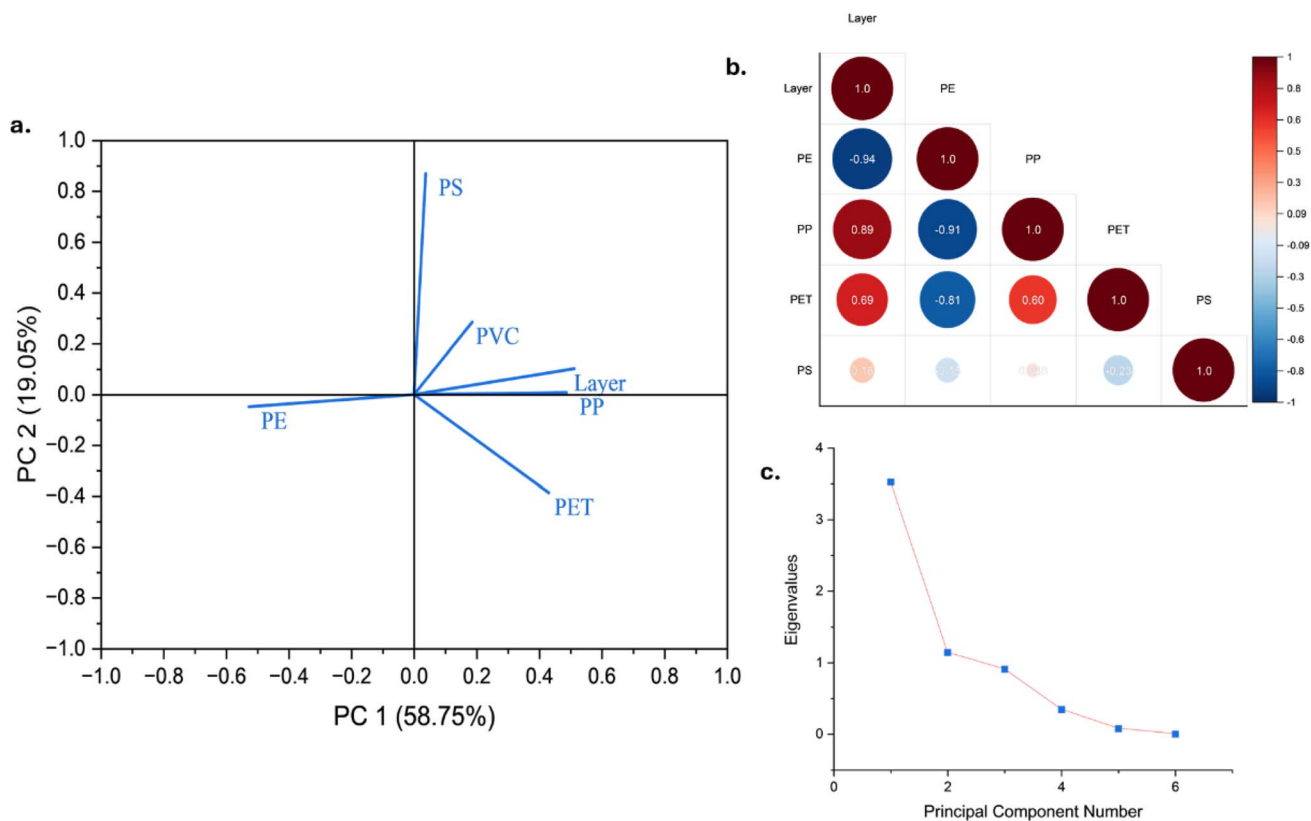 a.
PC 2 (19.05%)
1.0
0.8
0.6
0.4
0.2
0.0
−0.2
−0.4
−0.6
−0.8
−1.0
PS
PVC
Layer
PP
PE
PET
−1.0 −0.8 −0.6 −0.4 −0.2 0.0 0.2 0.4 0.6 0.8 1.0
PC 1 (58.75%)
b.
Layer
Layer 1.0 PE
PE -0.94 1.0 PP
PP 0.89 -0.91 1.0 PET
PET 0.69 -0.81 0.60 1.0 PS
PS 0.16 -0.23 1.0
1
0.8
0.6
0.5
0.3
0.09
-0.09
-0.3
-0.5
-0.6
-0.8
-1
c.
Eigenvalues
4
3
2
1
0
0 2 4 6
Principal Component Number